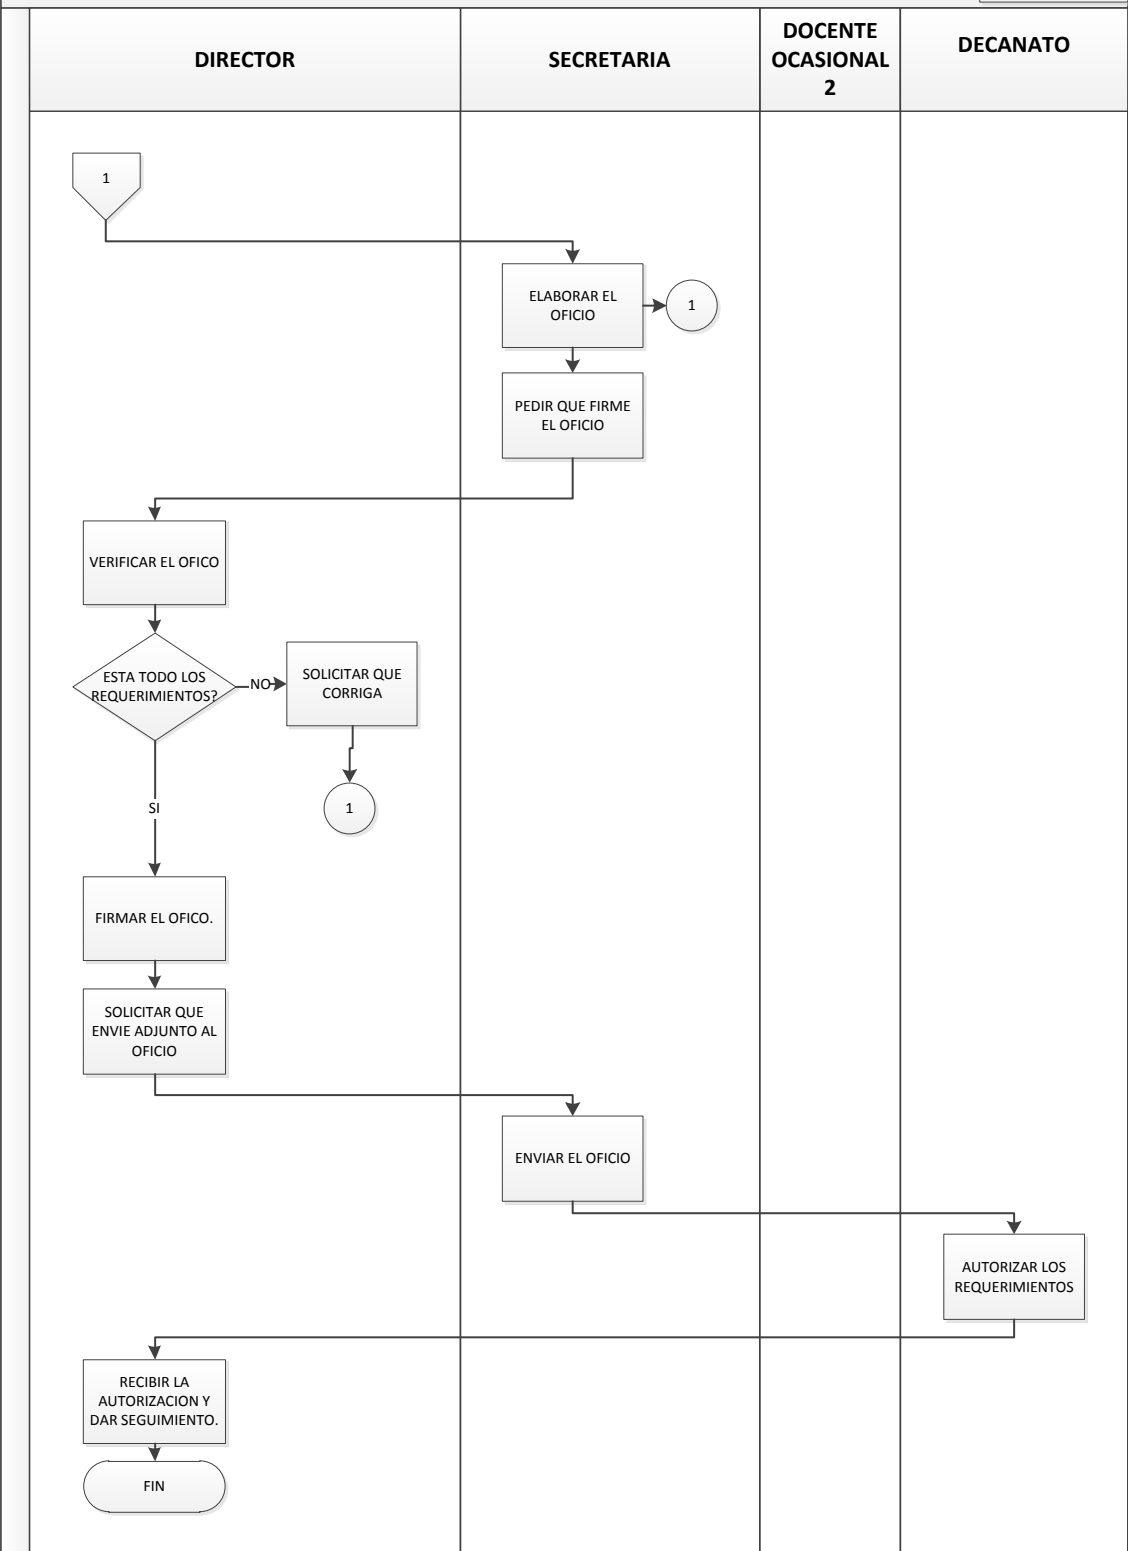 DIRECTOR
SECRETARIA
DOCENTE
OCASIONAL
2
DECANATO
1
ELABORAR EL
OFICIO
1
PEDIR QUE FIRME
EL OFICIO
VERIFICAR EL OFICO
ESTA TODO LOS
REQUERIMIENTOS?
NO
SOLICITAR QUE
CORRIGA
1
SI
FIRMAR EL OFICO.
SOLICITAR QUE
ENVIE ADJUNTO AL
OFICIO
ENVIAR EL OFICIO
AUTORIZAR LOS
REQUERIMIENTOS
RECIBIR LA
AUTORIZACION Y
DAR SEGUIMIENTO.
FIN